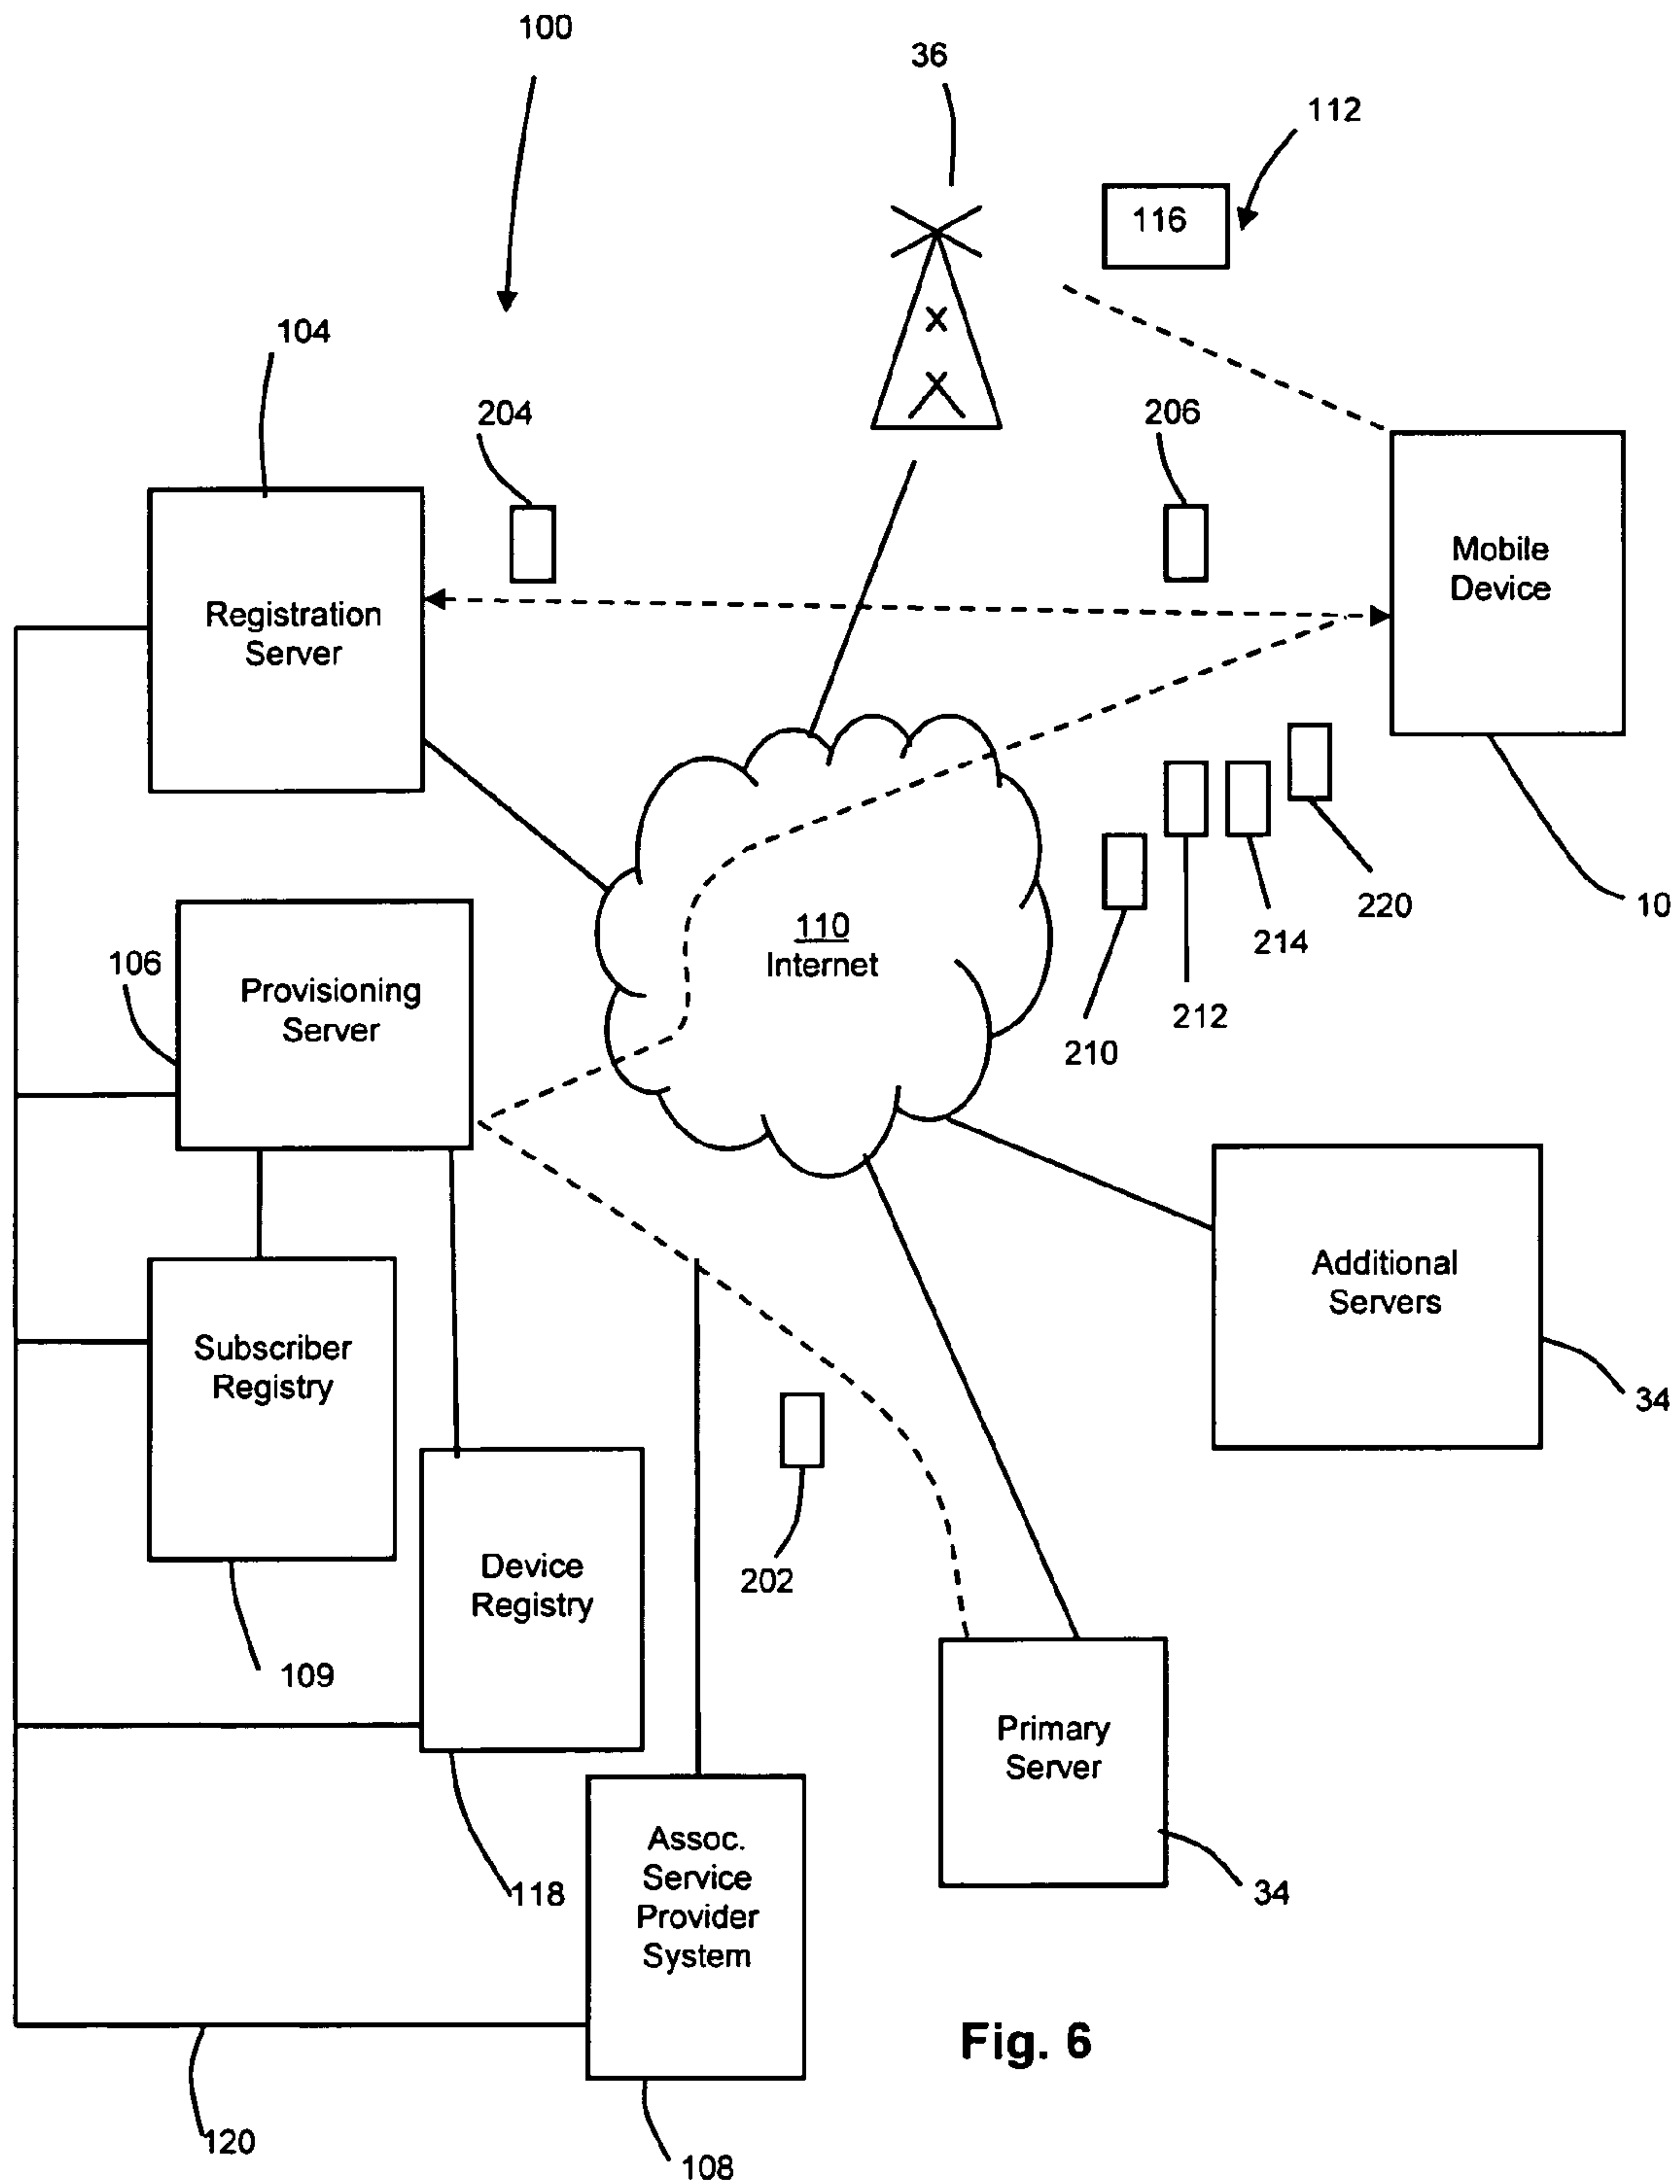 100
36
112
116
104
204
206
Mobile
Device
Registration
Server
10
220
214
212
210
110
Internet
106
Provisioning
Server
Additional
Servers
34
Subscriber
Registry
202
Device
Registry
109
Primary
Server
34
118
Assoc.
Service
Provider
System
Fig. 6
120
108